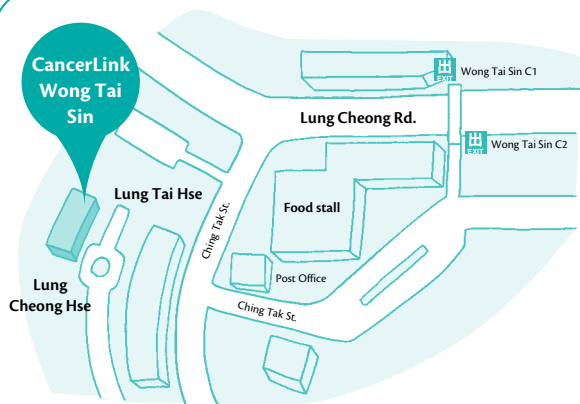 CancerLink
Wong Tai
Sin
出
EXIT
Wong Tai Sin C1
Lung Cheong Rd.
出
EXIT
Wong Tai Sin C2
Lung Tai Hse
Food stall
Ching Tak St.
Post Office
Lung
Cheong Hse
Ching Tak St.